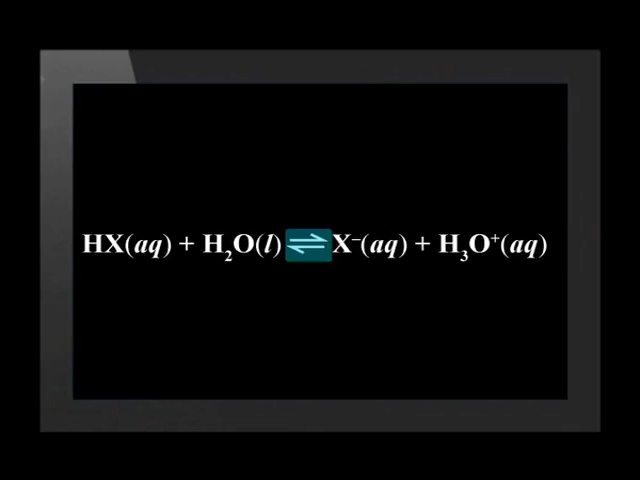 HX(aq) + H₂O(l) ⇌ X⁻(aq) + H₃O⁺(aq)